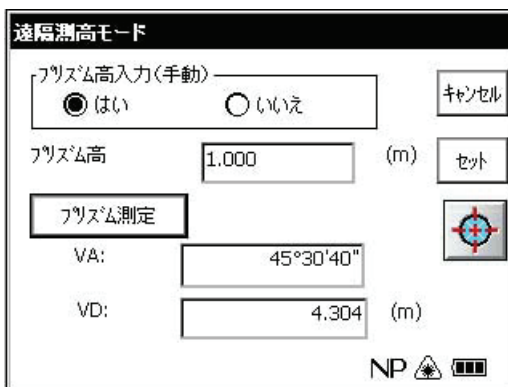 遠隔測高モード
プリズム高入力(手動)
はい
いいえ
キャンセル
プリズム高
1.000
(m)
セット
プリズム測定
VA:
45°30'40"
VD:
4.304
(m)
NP